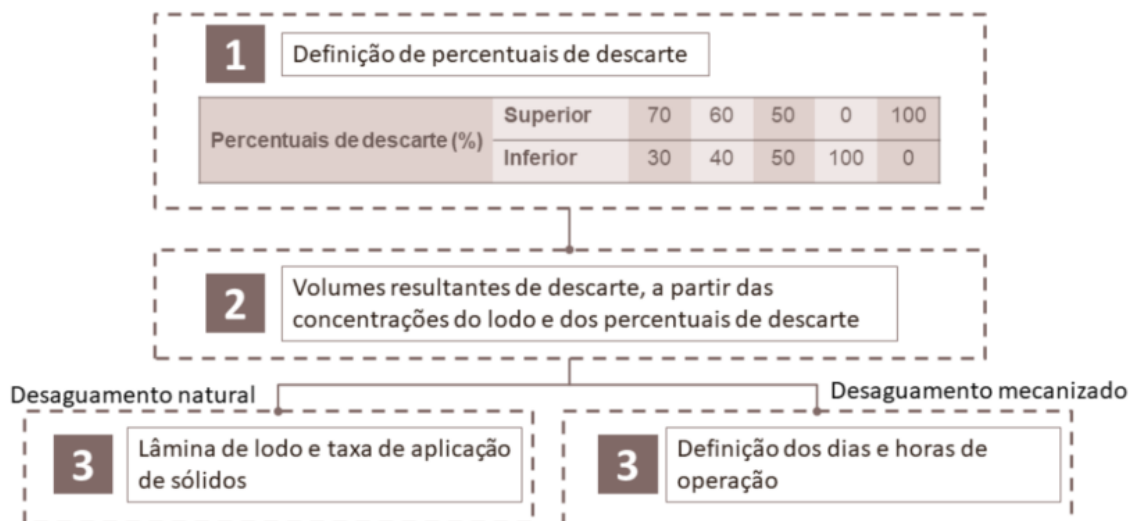 1
Definição de percentuais de descarte
Percentuais de descarte (%)
Superior 70 60 50 0 100
Inferior 30 40 50 100 0
2
Volumes resultantes de descarte, a partir das
concentrações do lodo e dos percentuais de descarte
Desaguamento natural
3
Lâmina de lodo e taxa de aplicação
de sólidos
Desaguamento mecanizado
3
Definição dos dias e horas de
operação